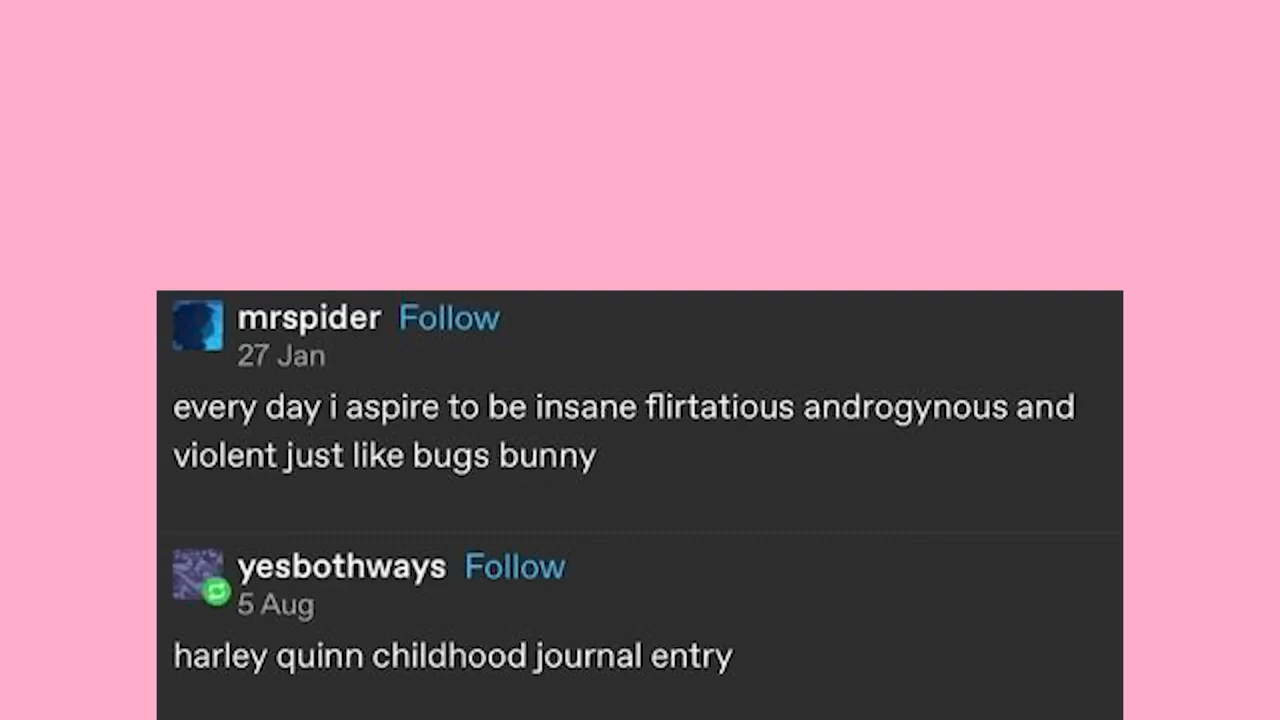 mrspider Follow
27 Jan
every day i aspire to be insane flirtatious androgynous and
violent just like bugs bunny
yesbothways Follow
5 Aug
harley quinn childhood journal entry